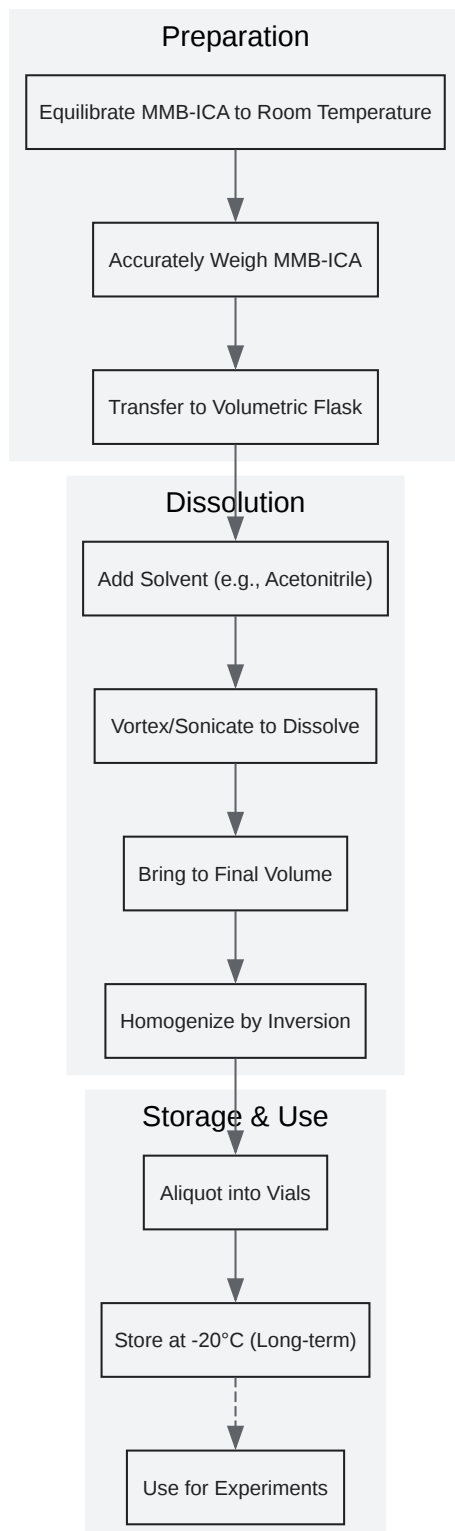 Preparation
Equilibrate MMB-ICA to Room Temperature
Accurately Weigh MMB-ICA
Transfer to Volumetric Flask
Dissolution
Add Solvent (e.g., Acetonitrile)
Vortex/Sonicate to Dissolve
Bring to Final Volume
Homogenize by Inversion
Storage & Use
Aliquot into Vials
Store at -20°C (Long-term)
Use for Experiments